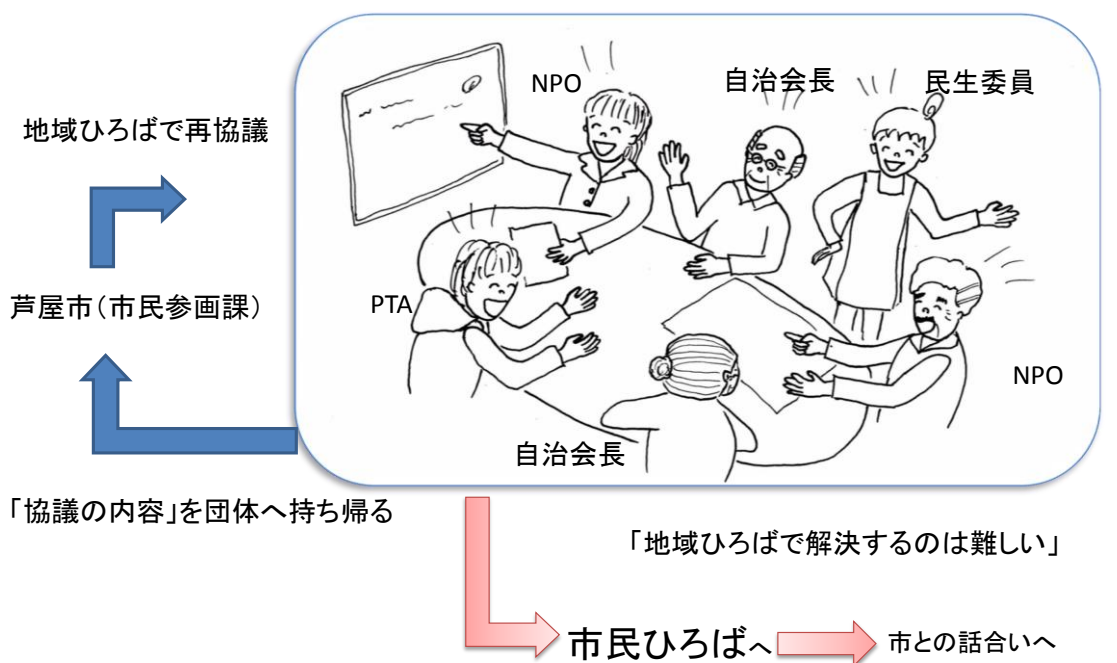 NPO
自治会長
民生委員
地域ひろばで再協議
芦屋市(市民参画課)
PTA
NPO
自治会長
「協議の内容」を団体へ持ち帰る
「地域ひろばで解決するのは難しい」
市民ひろばへ
市との話合いへ